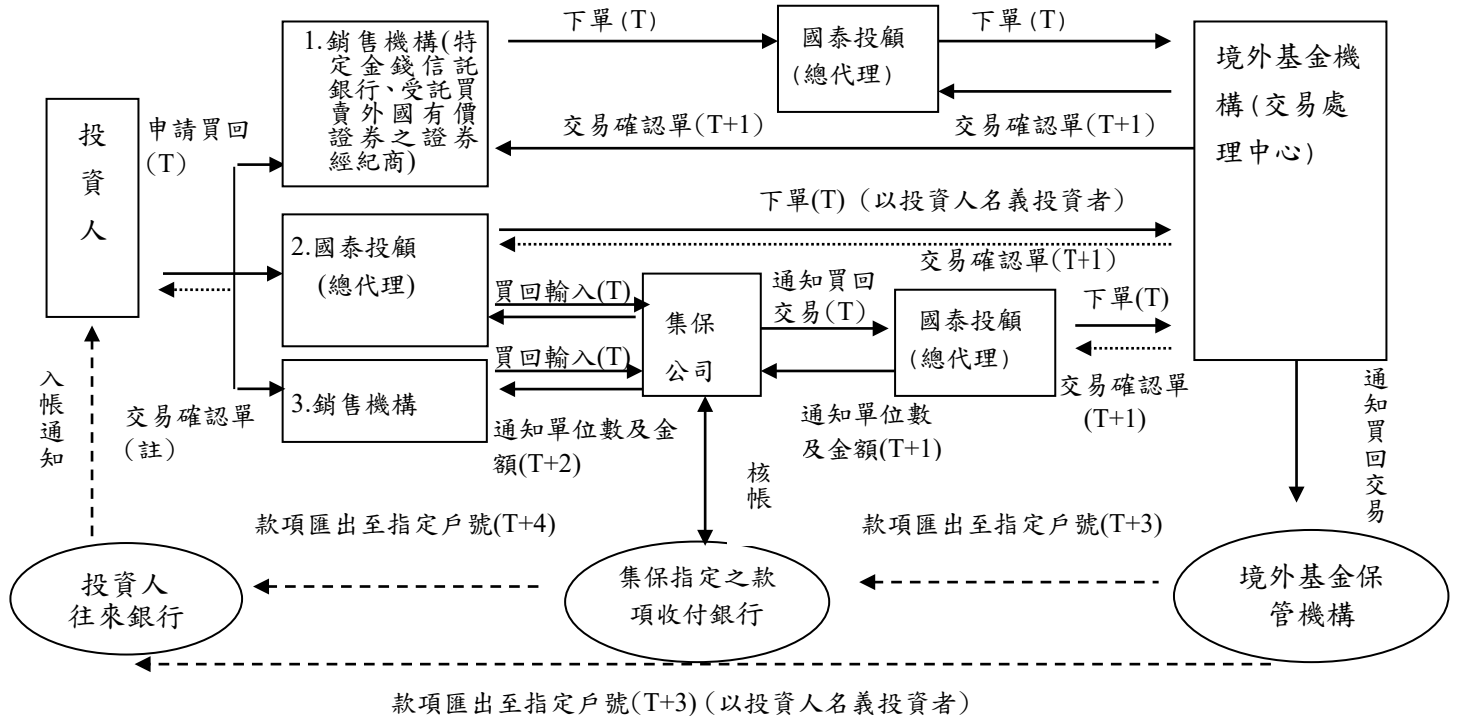 投
資
人
申請買回
(T)
1.銷售機構(特
定金錢信託
銀行、受託買
賣外國有價
證券之證券
經紀商)
下單(T)
國泰投顧
(總代理)
下單(T)
境外基金機
構(交易處
理中心)
交易確認單(T+1)
交易確認單(T+1)
下單(T)（以投資人名義投資者）
交易確認單(T+1)
2.國泰投顧
(總代理)
買回輸入(T)
買回輸入(T)
集保
公司
通知買回
交易(T)
國泰投顧
(總代理)
下單(T)
交易確認單
(T+1)
3.銷售機構
交易確認單
（註）
通知單位數及金
額(T+2)
通知單位數
及金額(T+1)
入
帳
通
知
核
帳
通
知
買
回
交
易
款項匯出至指定戶號(T+4)
款項匯出至指定戶號(T+3)
投資人
往來銀行
集保指定之款
項收付銀行
境外基金保
管機構
款項匯出至指定戶號(T+3)（以投資人名義投資者）